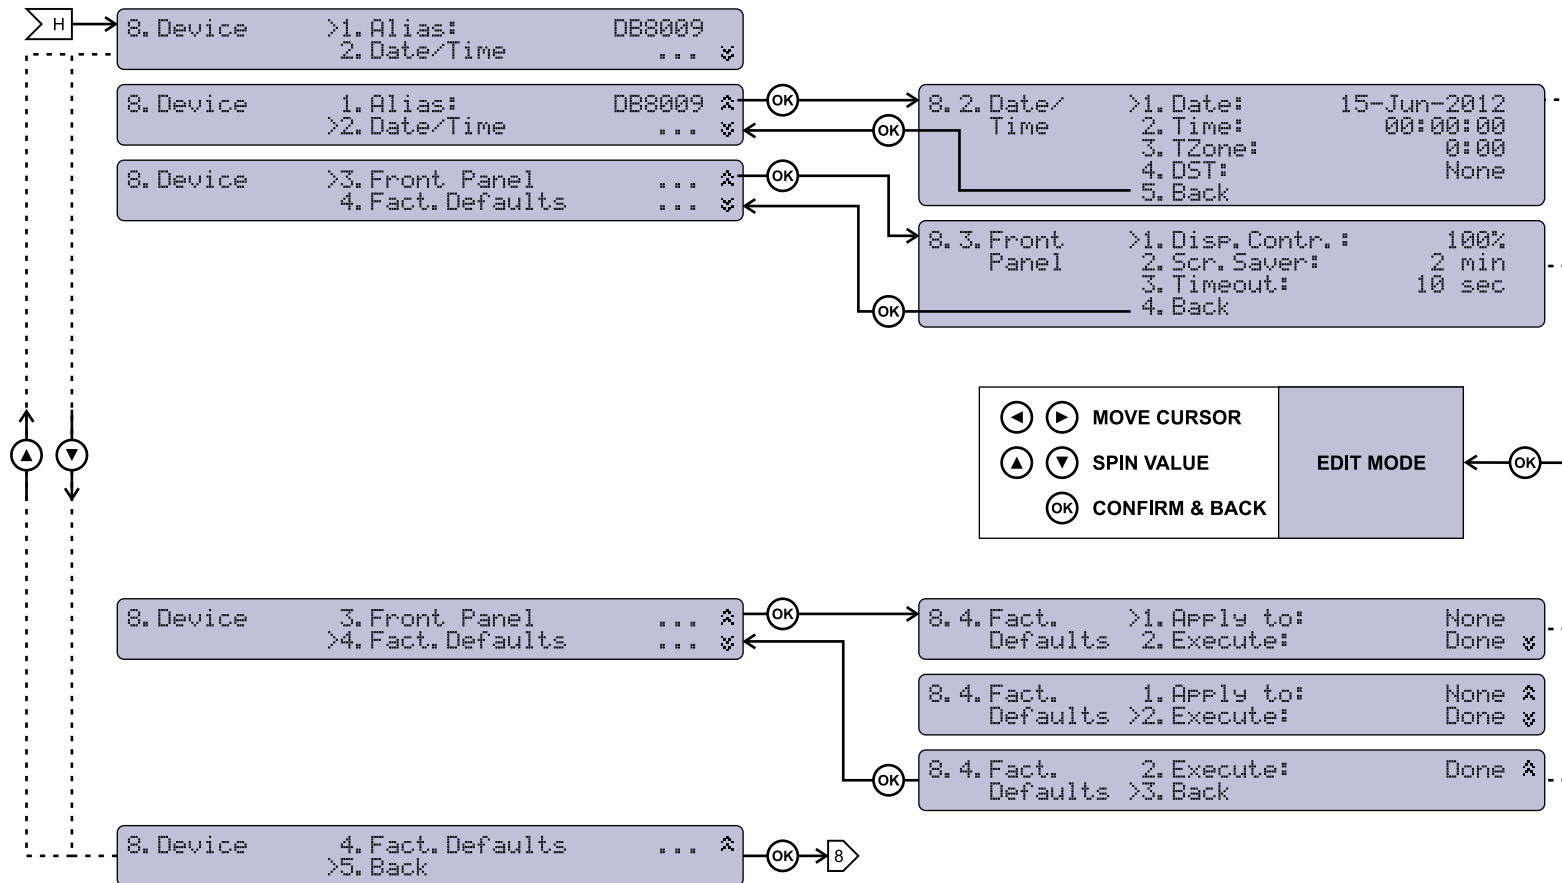 H
8.Device >1.Alias: DB8009
2.Date/Time ...
8.Device 1.Alias: DB8009
>2.Date/Time ...
OK
OK
8.2.Date/ >1.Date: 15-Jun-2012
Time 2.Time: 00:00:00
3.TZone: 0:00
4.DST: None
5.Back
8.Device >3.Front Panel ...
4.Fact.Defaults ...
OK
8.3.Front >1.Disp.Contr.: 100%
Panel 2.Scr.Saver: 2 min
3.Timeout: 10 sec
4.Back
OK
MOVE CURSOR
SPIN VALUE
OK CONFIRM & BACK
EDIT MODE
OK
8.Device 3.Front Panel ...
>4.Fact.Defaults ...
OK
8.4.Fact. >1.Apply to: None
Defaults 2.Execute: Done
8.4.Fact. 1.Apply to: None
Defaults >2.Execute: Done
OK
8.4.Fact. 2.Execute: Done
Defaults >3.Back
8.Device 4.Fact.Defaults ...
>5.Back
OK
8